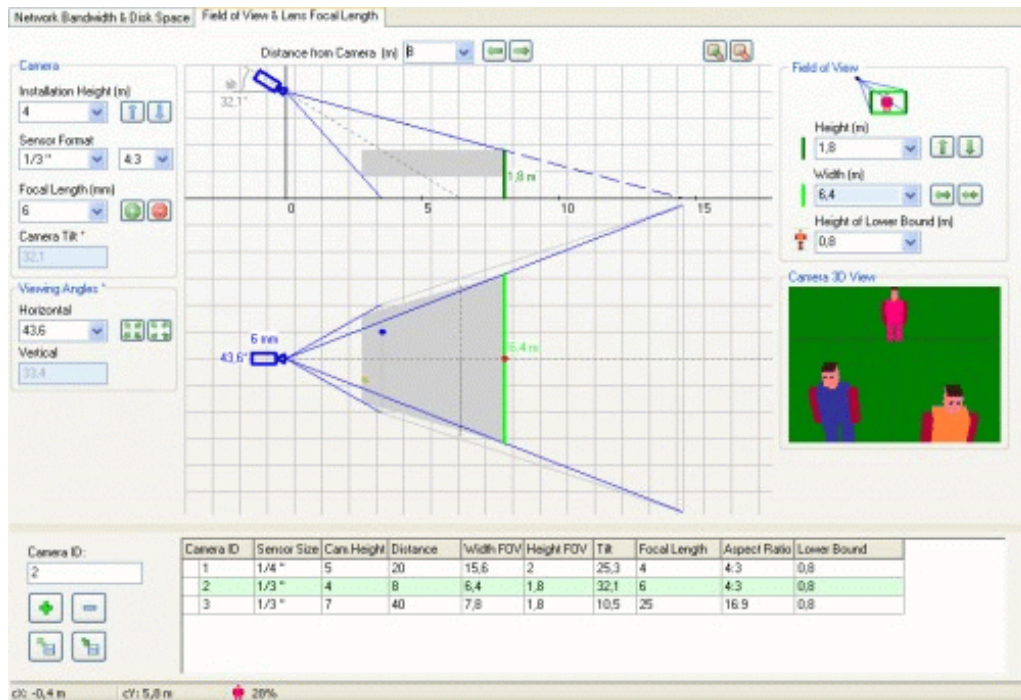 Network Bandwidth & Disk Space
Field of View & Lens Focal Length
Distance from Camera (m)
8
Camera
Installation Height (m)
4
Sensor Format
1/3 "
4:3
Focal Length (mm)
6
Camera Tilt °
32,1
Viewing Angles °
Horizontal
43,6
Vertical
33,4
32,1°
1,8 m
0
5
10
15
6 mm
43,6°
6.4 m
Field of View
Height (m)
1,8
Width (m)
6,4
Height of Lower Bound (m)
0,8
Camera 3D View
Camera ID:
2
Camera ID Sensor Size Cam.Height Distance Width FOV Height FOV Tilt Focal Length Aspect Ratio Lower Bound
1 1/4 " 5 20 15,6 2 25,3 4 4:3 0,8
2 1/3 " 4 8 6,4 1,8 32,1 6 4:3 0,8
3 1/3 " 7 40 7,8 1,8 10,5 25 16:9 0,8
cX: -0,4 m
cY: 5,8 m
28%